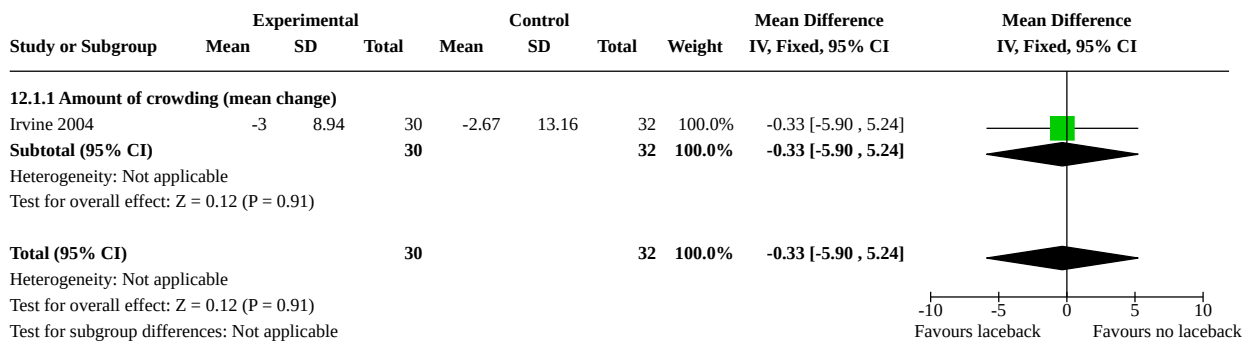 Experimental Control Mean Difference Mean Difference
Study or Subgroup Mean SD Total Mean SD Total Weight IV, Fixed, 95% CI IV, Fixed, 95% CI
12.1.1 Amount of crowding (mean change)
Irvine 2004 -3 8.94 30 -2.67 13.16 32 100.0% -0.33 [-5.90 , 5.24]
Subtotal (95% CI) 30 32 100.0% -0.33 [-5.90 , 5.24]
Heterogeneity: Not applicable
Test for overall effect: Z = 0.12 (P = 0.91)
Total (95% CI) 30 32 100.0% -0.33 [-5.90 , 5.24]
Heterogeneity: Not applicable
Test for overall effect: Z = 0.12 (P = 0.91)
-10 -5 0 5 10
Test for subgroup differences: Not applicable Favours laceback Favours no laceback